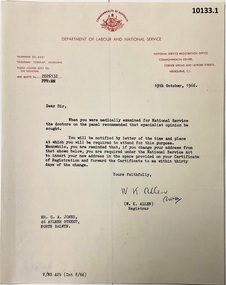 10133.1
COMMONWEALTH OF AUSTRALIA
DEPARTMENT OF LABOUR AND NATIONAL SERVICE
NATIONAL SERVICE REGISTRATION OFFICE
COMMONWEALTH CENTRE
MELBOURNE, C.2.
19th October, 1966.
Dear Sir,
When you were medically examined for National Service
the doctors on the panel recommended that specialist opinion be
sought.
You will be notified by letter of the time and place
at which you will be required to attend for this purpose.
Meanwhile, you are reminded that, if you change your address from
that shown below, you are required under the National Service Act
to insert your new address in the space provided on your Certificate
of Registration and forward the Certificate to me within thirty
days of the change.
Yours faithfully,
W K Allen
(W. K. ALLEN)
Registrar
JONES,
STREET,